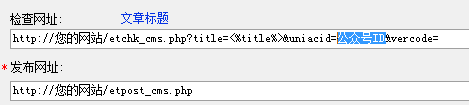 检查网址: 文章标题
http://您的网站/etchk_cms.php?title=<%title%>&uniacid=公众号ID&vercode=
*发布网址:
http://您的网站/etpost_cms.php